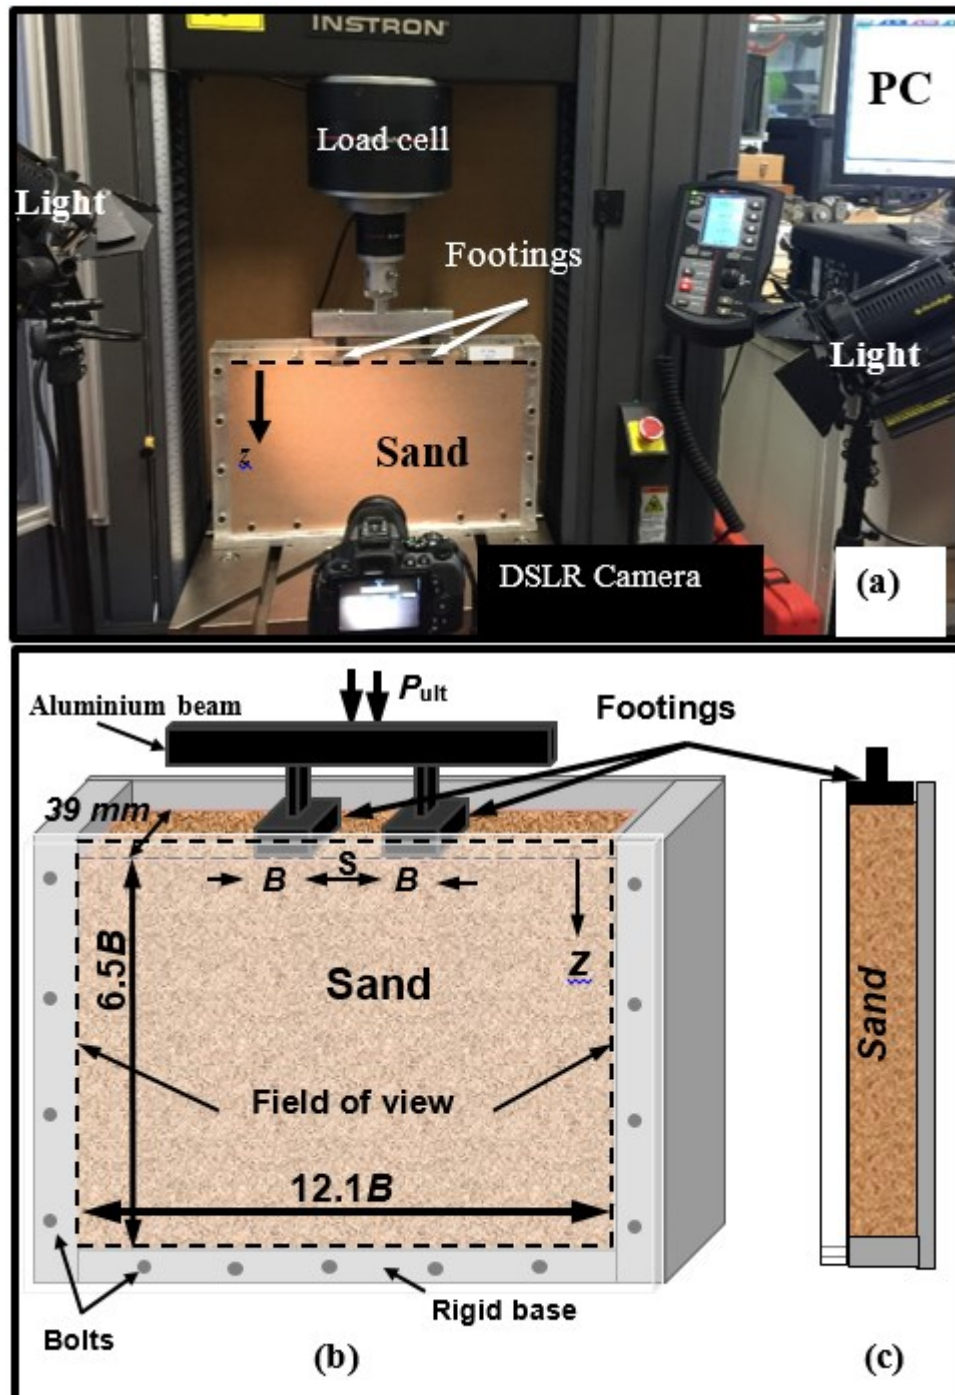 INSTRON
PC
Load cell
Light
Footings
Light
Sand
z
DSLR Camera
(a)
Pult
Aluminium beam
Footings
39 mm
S
B
B
6.5B
Z
Sand
Sand
Field of view
12.1B
Rigid base
Bolts
(b)
(c)